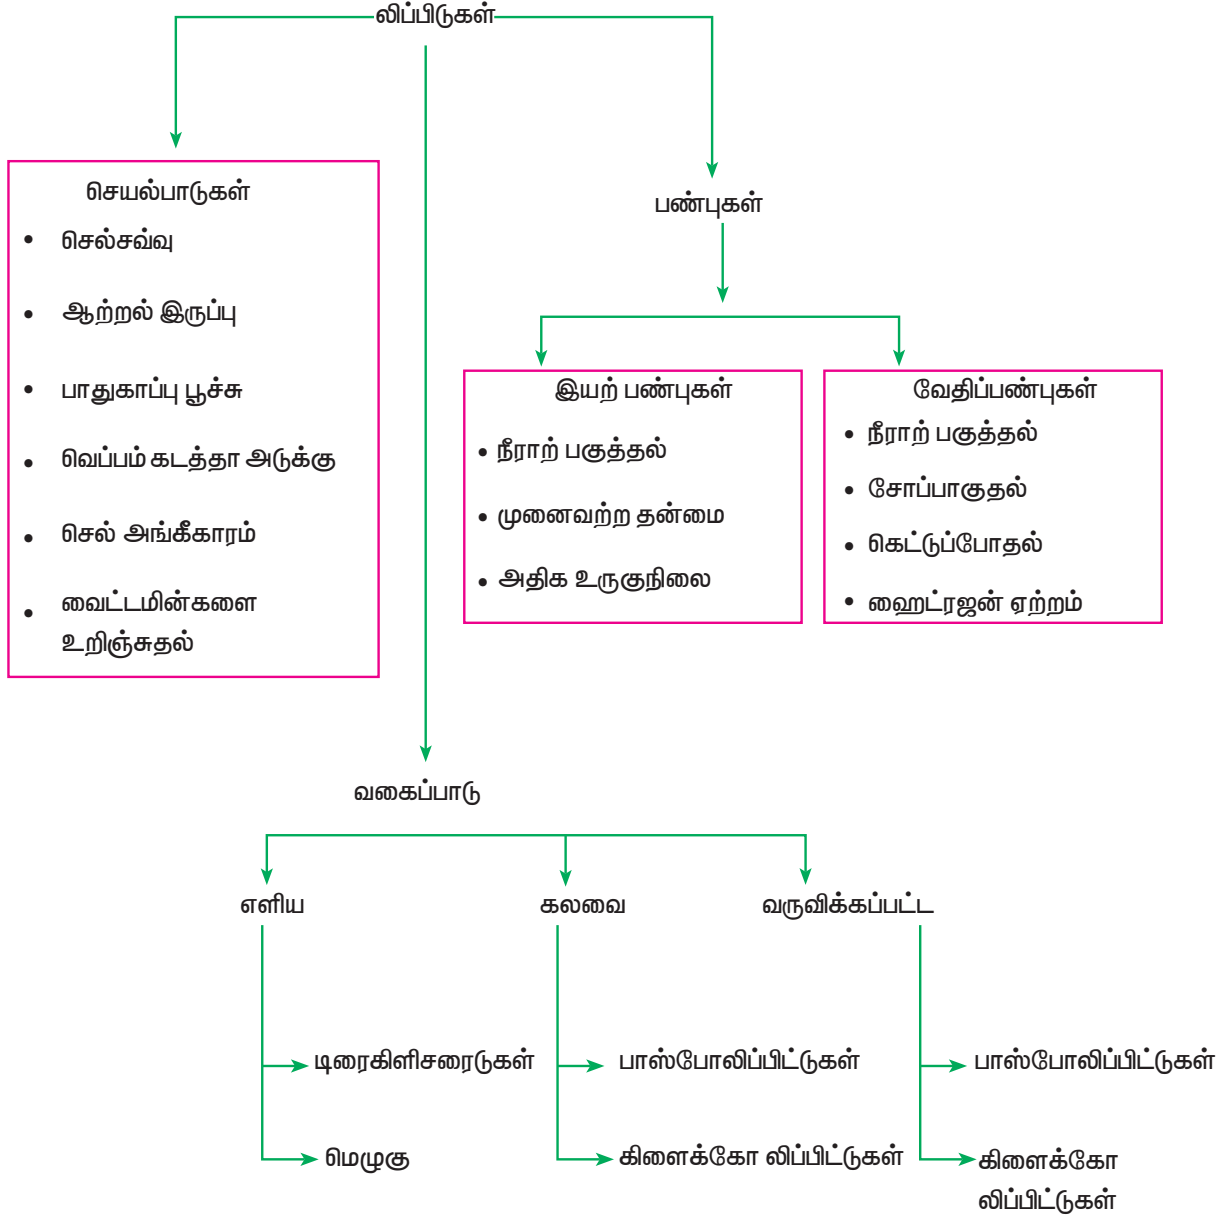 லிப்பிடுகள்
செயல்பாடுகள்
• செல்சவ்வு
• ஆற்றல் இருப்பு
• பாதுகாப்பு பூச்சு
• வெப்பம் கடத்தா அடுக்கு
• செல் அங்கீகாரம்
• வைட்டமின்களை
உறிஞ்சுதல்
பண்புகள்
இயற் பண்புகள்
• நீராற் பகுத்தல்
• முனைவற்ற தன்மை
• அதிக உருகுநிலை
வேதிப்பண்புகள்
• நீராற் பகுத்தல்
• சோப்பாகுதல்
• கெட்டுப்போதல்
• ஹைட்ரஜன் ஏற்றம்
வகைப்பாடு
எளிய
கலவை
வருவிக்கப்பட்ட
டிரைகிளிசரைடுகள்
பாஸ்போலிப்பிட்டுகள்
பாஸ்போலிப்பிட்டுகள்
மெழுகு
கிளைக்கோ லிப்பிட்டுகள்
கிளைக்கோ
லிப்பிட்டுகள்